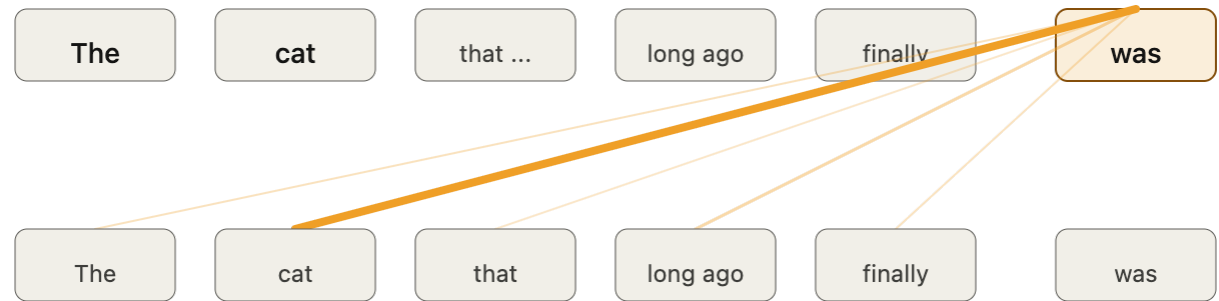 The cat that ... long ago finally was
The cat that long ago finally was